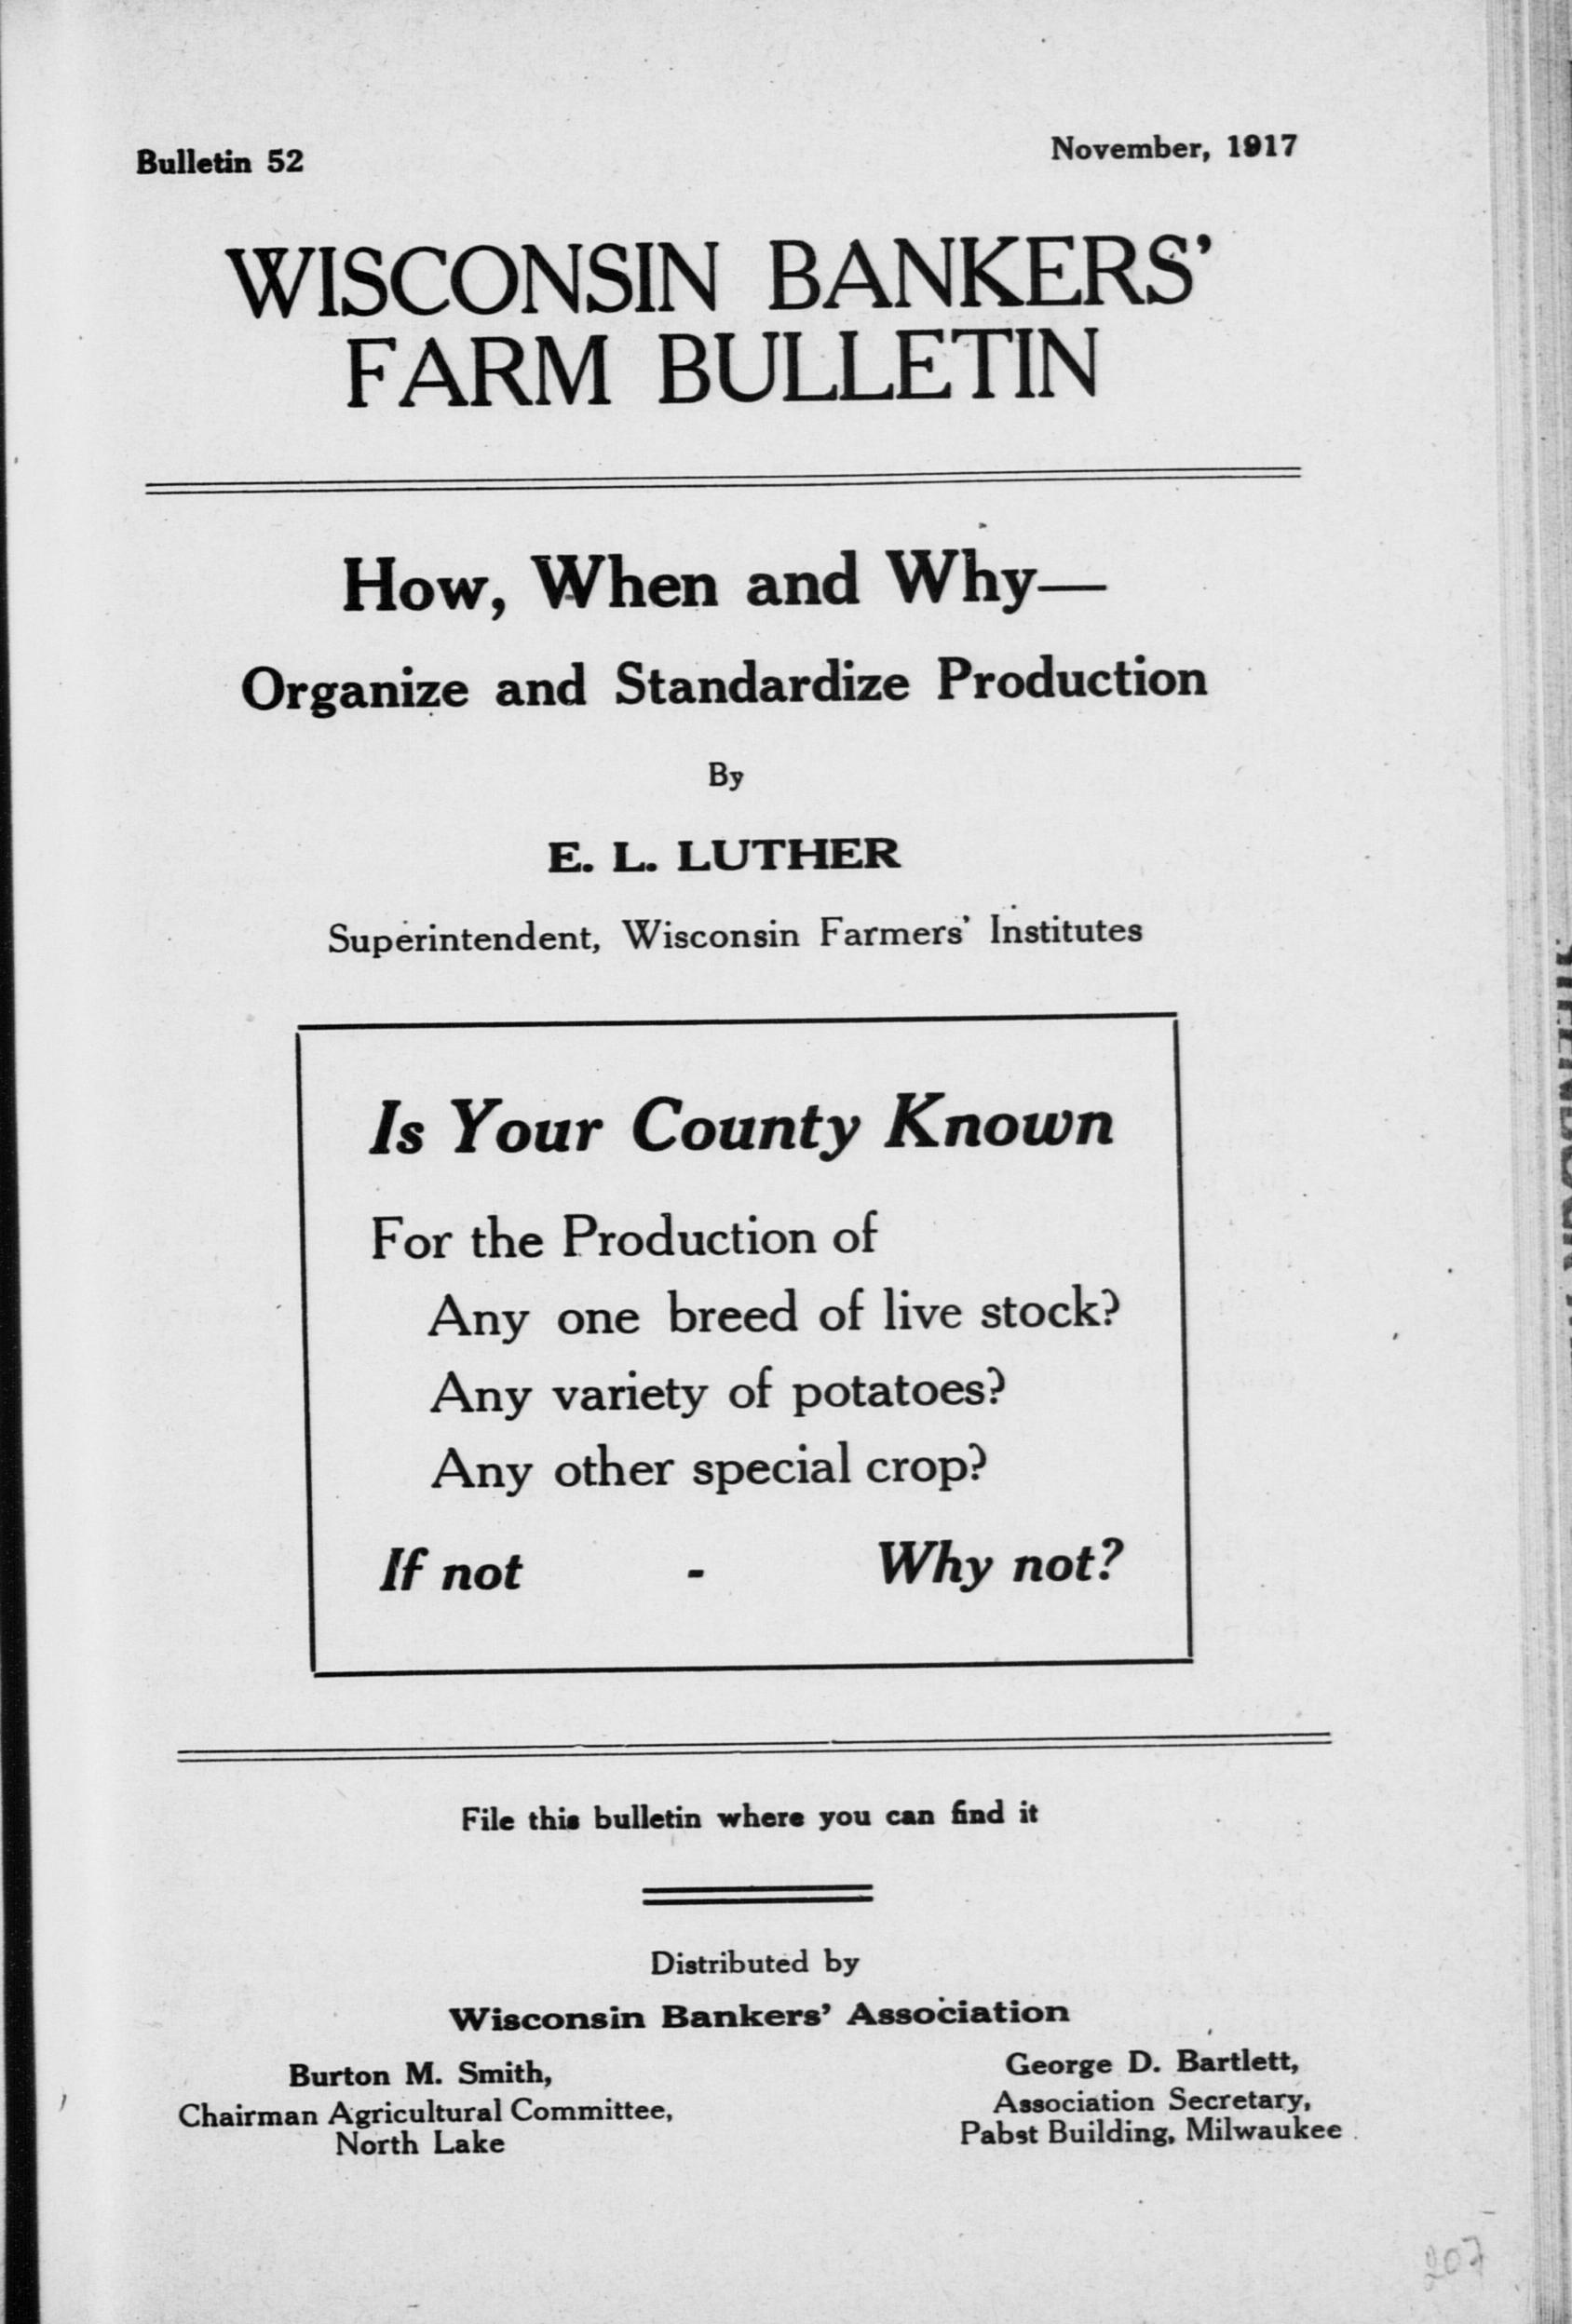 Bulletin 52
November, 1917
WISCONSIN BANKERS'
FARM BULLETIN
How, When and Why—
Organize and Standardize Production
By
E. L. LUTHER
Superintendent, Wisconsin Farmers' Institutes
Is Your County Known
For the Production of
Any one breed of live stock?
Any variety of potatoes?
Any other special crop?
If not - Why not?
File this bulletin where you can find it
Distributed by
Wisconsin Bankers' Association
Burton M. Smith,
Chairman Agricultural Committee,
North Lake
George D. Bartlett,
Association Secretary,
Pabst Building, Milwaukee
207